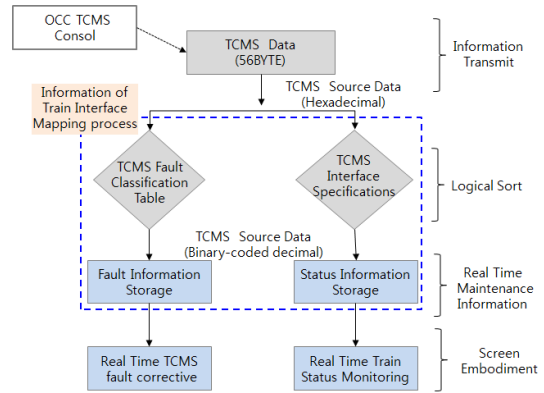 OCC TCMS
Consol
TCMS Data
(56BYTE)
Information
Transmit
TCMS Source Data
(Hexadecimal)
Information of
Train Interface
Mapping process
TCMS Fault
Classification
Table
TCMS
Interface
Specifications
Logical Sort
TCMS Source Data
(Binary-coded decimal)
Fault Information
Storage
Status Information
Storage
Real Time
Maintenance
Information
Real Time TCMS
fault corrective
Real Time Train
Status Monitoring
Screen
Embodiment